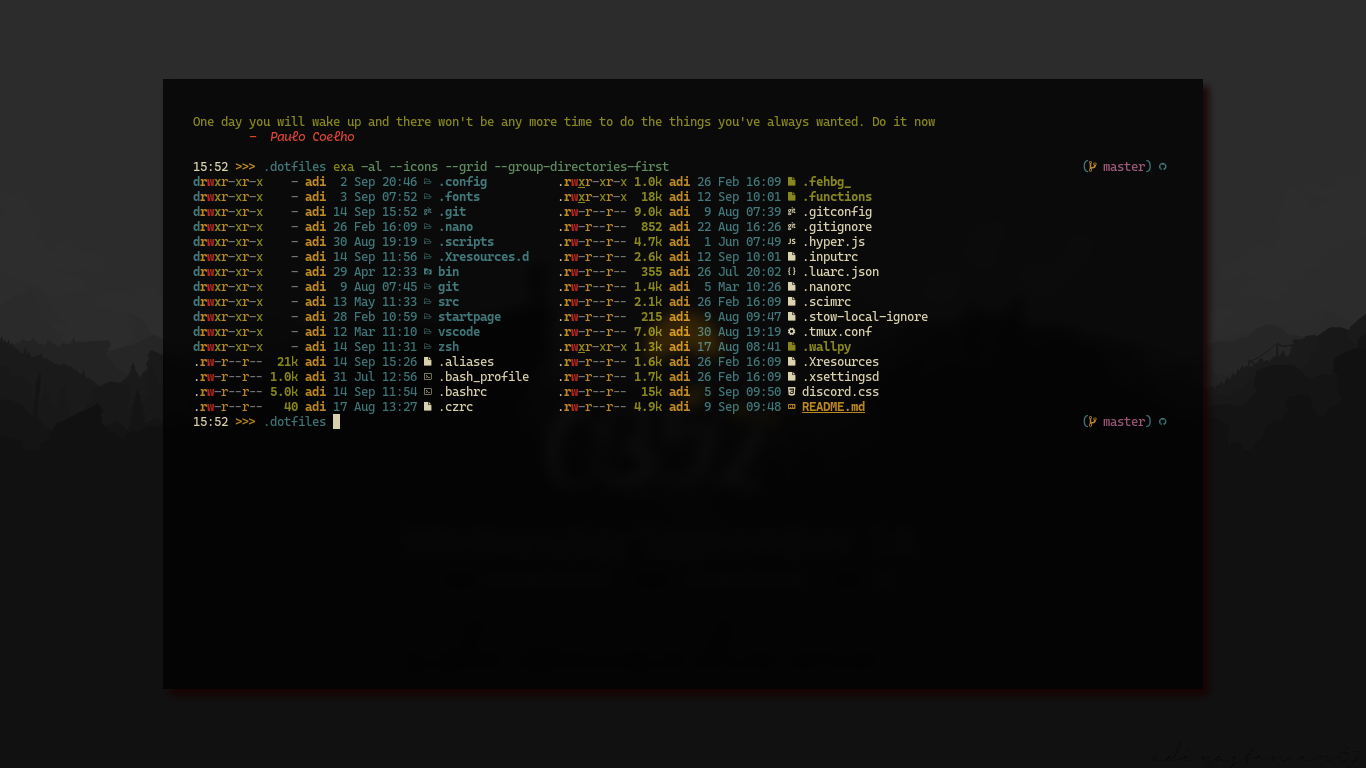 One day you will wake up and there won't be any more time to do the things you've always wanted. Do it now
— Paulo Coelho
15:52 >>> .dotfiles exa -al --icons --grid --group-directories-first (master)
drwxr-xr-x - adi 2 Sep 20:46 .config .rwxr-xr-x 1.0k adi 26 Feb 16:09 .fehbg_
drwxr-xr-x - adi 3 Sep 07:52 .fonts .rwxr-xr-x 18k adi 12 Sep 10:01 .functions
drwxr-xr-x - adi 14 Sep 15:52 .git .rw-r--r-- 9.0k adi 9 Aug 07:39 .gitconfig
drwxr-xr-x - adi 26 Feb 16:09 .nano .rw-r--r-- 852 adi 22 Aug 16:26 .gitignore
drwxr-xr-x - adi 30 Aug 19:19 .scripts .rw-r--r-- 4.7k adi 1 Jun 07:49 JS .hyper.js
drwxr-xr-x - adi 14 Sep 11:56 .Xresources.d .rw-r--r-- 2.6k adi 12 Sep 10:01 .inputrc
drwxr-xr-x - adi 29 Apr 12:33 bin .rw-r--r-- 355 adi 26 Jul 20:02 {} .luarc.json
drwxr-xr-x - adi 9 Aug 07:45 git .rw-r--r-- 1.4k adi 5 Mar 10:26 .nanorc
drwxr-xr-x - adi 13 May 11:33 src .rw-r--r-- 2.1k adi 26 Feb 16:09 .scimrc
drwxr-xr-x - adi 28 Feb 10:59 startpage .rw-r--r-- 215 adi 9 Aug 09:47 .stow-local-ignore
drwxr-xr-x - adi 12 Mar 11:10 vscode .rw-r--r-- 7.0k adi 30 Aug 19:19 .tmux.conf
drwxr-xr-x - adi 14 Sep 11:31 zsh .rwxr-xr-x 1.3k adi 17 Aug 08:41 .wallpy
.rw-r--r-- 21k adi 14 Sep 15:26 .aliases .rw-r--r-- 1.6k adi 26 Feb 16:09 .Xresources
.rw-r--r-- 1.0k adi 31 Jul 12:56 .bash_profile .rw-r--r-- 1.7k adi 26 Feb 16:09 .xsettingsd
.rw-r--r-- 5.0k adi 14 Sep 11:54 .bashrc .rw-r--r-- 15k adi 5 Sep 09:50 discord.css
.rw-r--r-- 40 adi 17 Aug 13:27 .czrc .rw-r--r-- 4.9k adi 9 Sep 09:48 README.md
15:52 >>> .dotfiles (master)